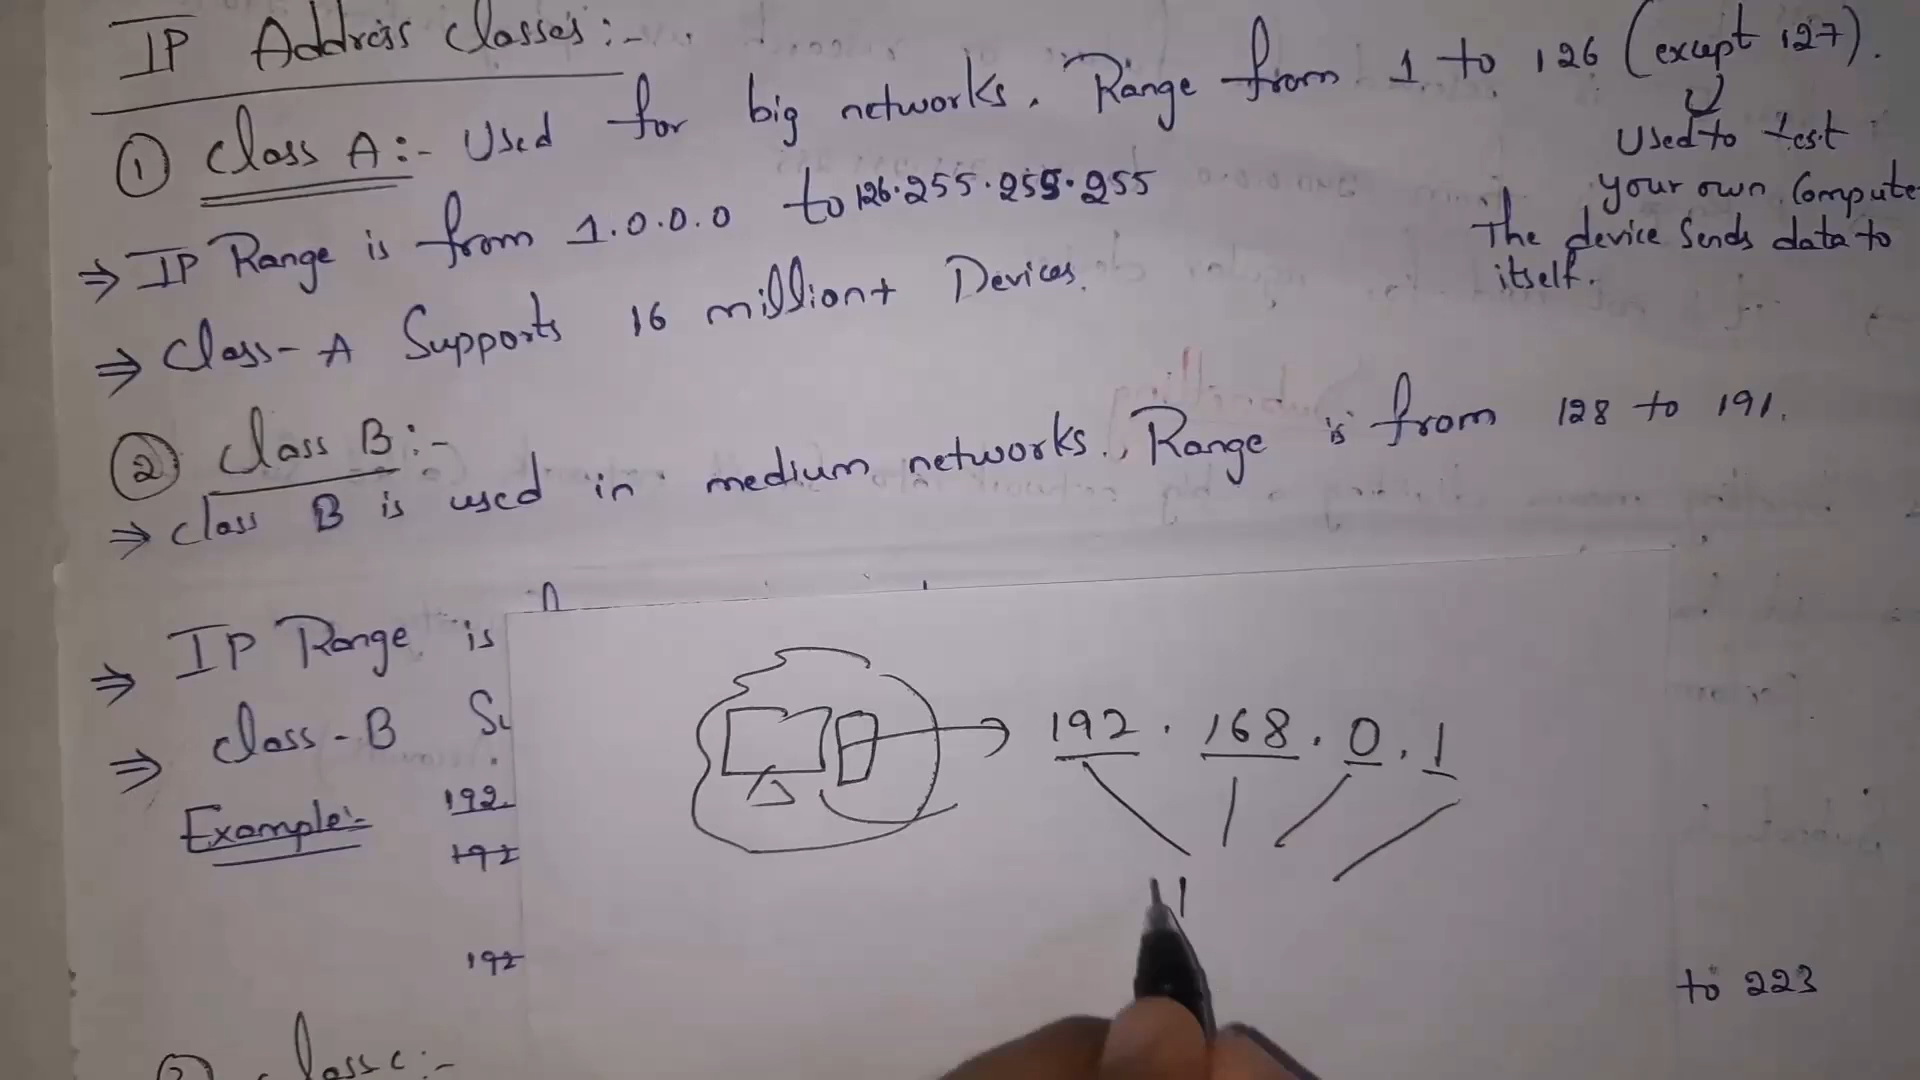 IP Address Classes:-
① Class A:- Used for big networks. Range from 1 to 126 (except 127).
Used to test
your own Compute
The device Sends data to
itself.
⇒ IP Range is from 1.0.0.0 to 126.255.255.255
⇒ Class-A Supports 16 million+ Devices.
② Class B:-
⇒ Class B is used in medium networks. Range is from 128 to 191.
⇒ IP Range is
⇒ Class-B
Example:- 192.
192
192
192.168.0.1
to 223
Class C:-